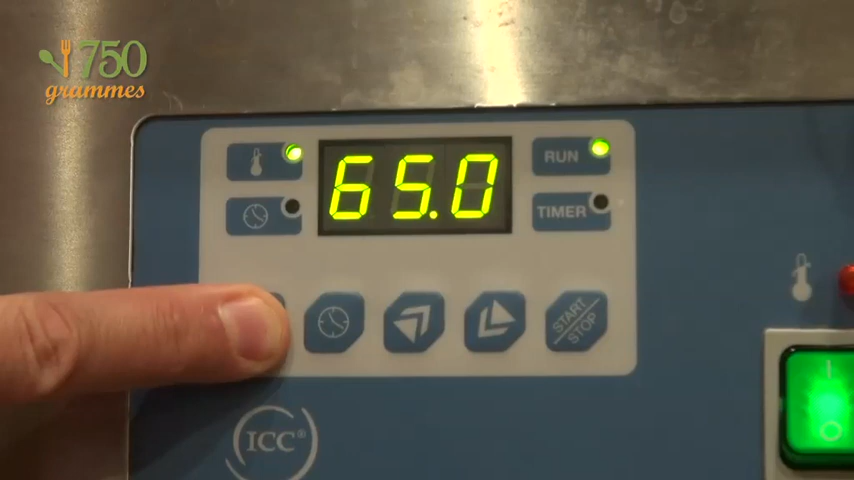 750
grammes
65.0
RUN
TIMER
START
STOP
ICC®
I
O